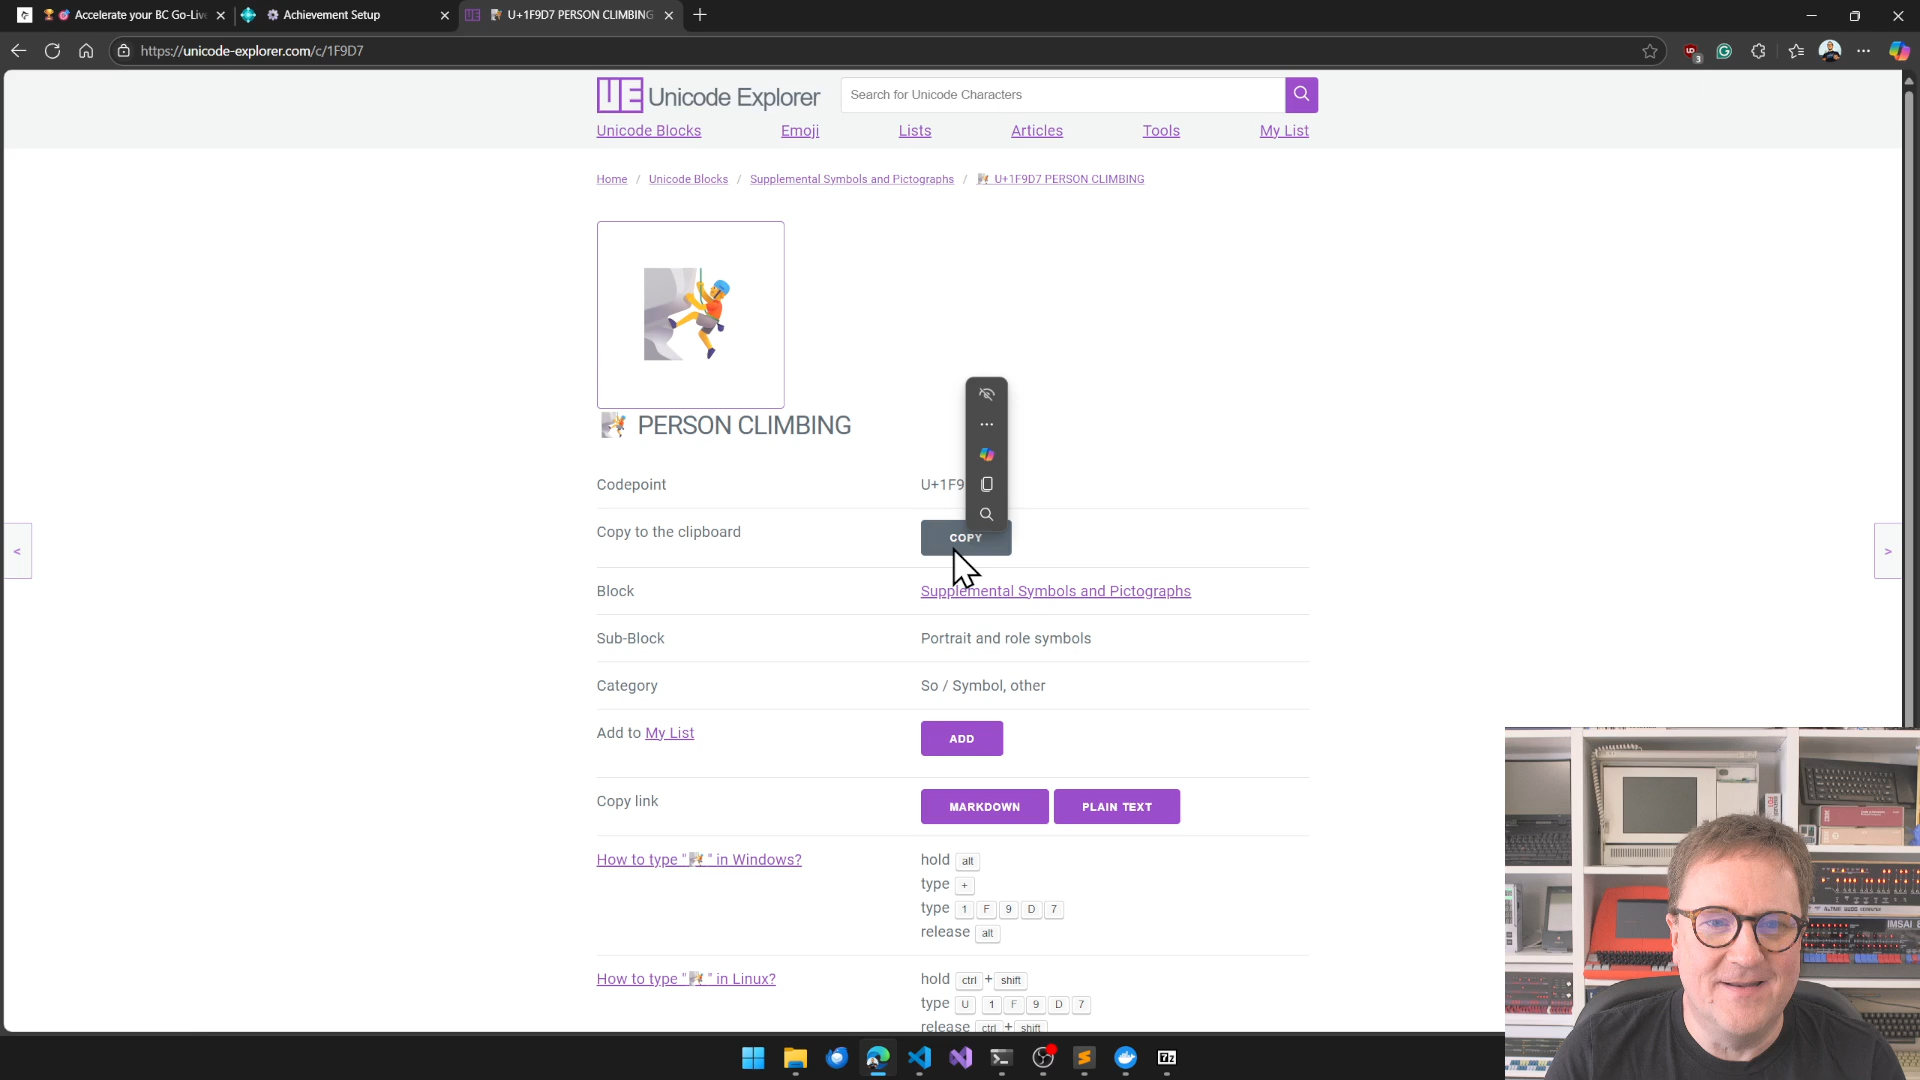 🏆 🎯 Accelerate your BC Go-Live
Achievement Setup
U+1F9D7 PERSON CLIMBING
https://unicode-explorer.com/c/1F9D7
UE Unicode Explorer
Search for Unicode Characters
Unicode Blocks Emoji Lists Articles Tools My List
Home / Unicode Blocks / Supplemental Symbols and Pictographs / 🧗 U+1F9D7 PERSON CLIMBING
🧗 PERSON CLIMBING
Codepoint U+1F9
Copy to the clipboard COPY
Block Supplemental Symbols and Pictographs
Sub-Block Portrait and role symbols
Category So / Symbol, other
Add to My List ADD
Copy link MARKDOWN PLAIN TEXT
How to type "🧗" in Windows? hold alt
type +
type 1 F 9 D 7
release alt
How to type "🧗" in Linux? hold ctrl + shift
type U 1 F 9 D 7
release ctrl + shift
<
>
IMSAI